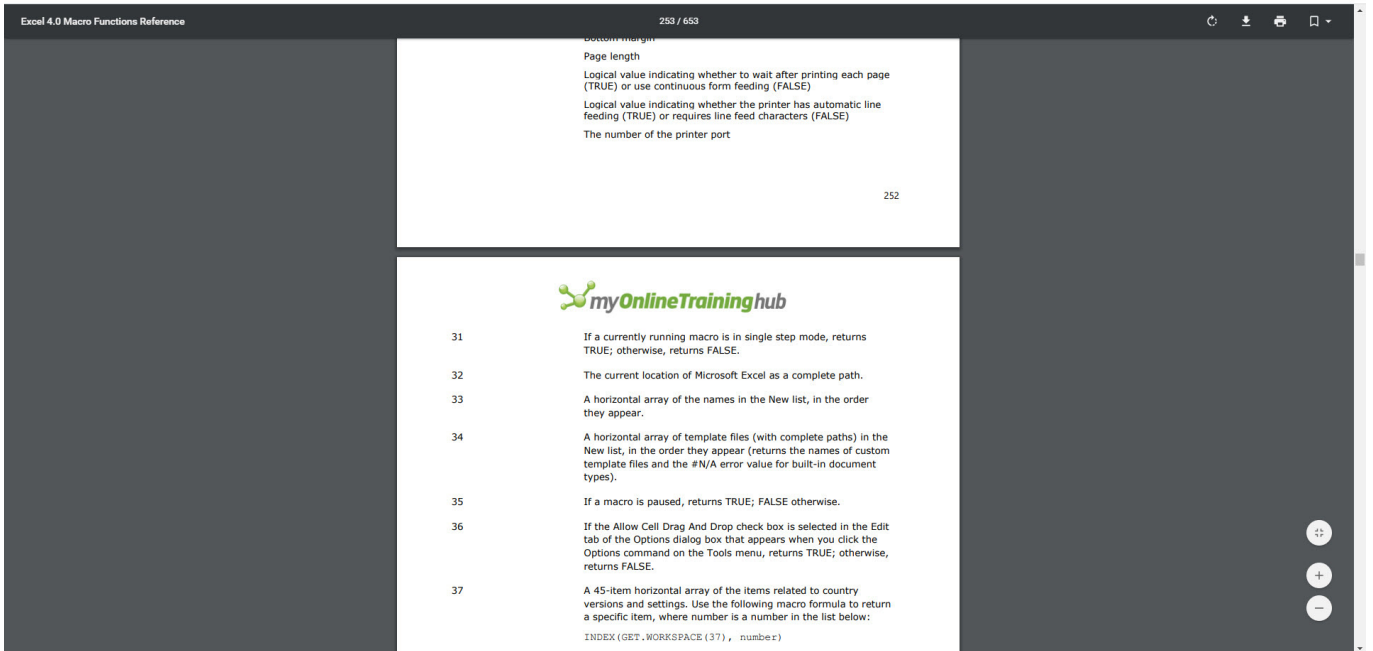 Excel 4.0 Macro Functions Reference
253 / 653
Bottom margin
Page length
Logical value indicating whether to wait after printing each page
(TRUE) or use continuous form feeding (FALSE)
Logical value indicating whether the printer has automatic line
feeding (TRUE) or requires line feed characters (FALSE)
The number of the printer port
252
myOnlineTraininghub
31 If a currently running macro is in single step mode, returns
TRUE; otherwise, returns FALSE.
32 The current location of Microsoft Excel as a complete path.
33 A horizontal array of the names in the New list, in the order
they appear.
34 A horizontal array of template files (with complete paths) in the
New list, in the order they appear (returns the names of custom
template files and the #N/A error value for built-in document
types).
35 If a macro is paused, returns TRUE; FALSE otherwise.
36 If the Allow Cell Drag And Drop check box is selected in the Edit
tab of the Options dialog box that appears when you click the
Options command on the Tools menu, returns TRUE; otherwise,
returns FALSE.
37 A 45-item horizontal array of the items related to country
versions and settings. Use the following macro formula to return
a specific item, where number is a number in the list below:
INDEX(GET.WORKSPACE(37), number)